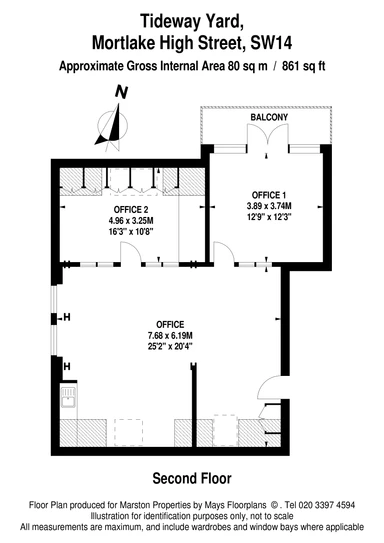 Tideway Yard,
Mortlake High Street, SW14
Approximate Gross Internal Area 80 sq m / 861 sq ft
N
BALCONY
OFFICE 1
3.89 x 3.74M
12'9" x 12'3"
OFFICE 2
4.96 x 3.25M
16'3" x 10'8"
H
OFFICE
7.68 x 6.19M
25'2" x 20'4"
H
H
Second Floor
Floor Plan produced for Marston Properties by Mays Floorplans © . Tel 020 3397 4594
Illustration for identification purposes only, not to scale
All measurements are maximum, and include wardrobes and window bays where applicable